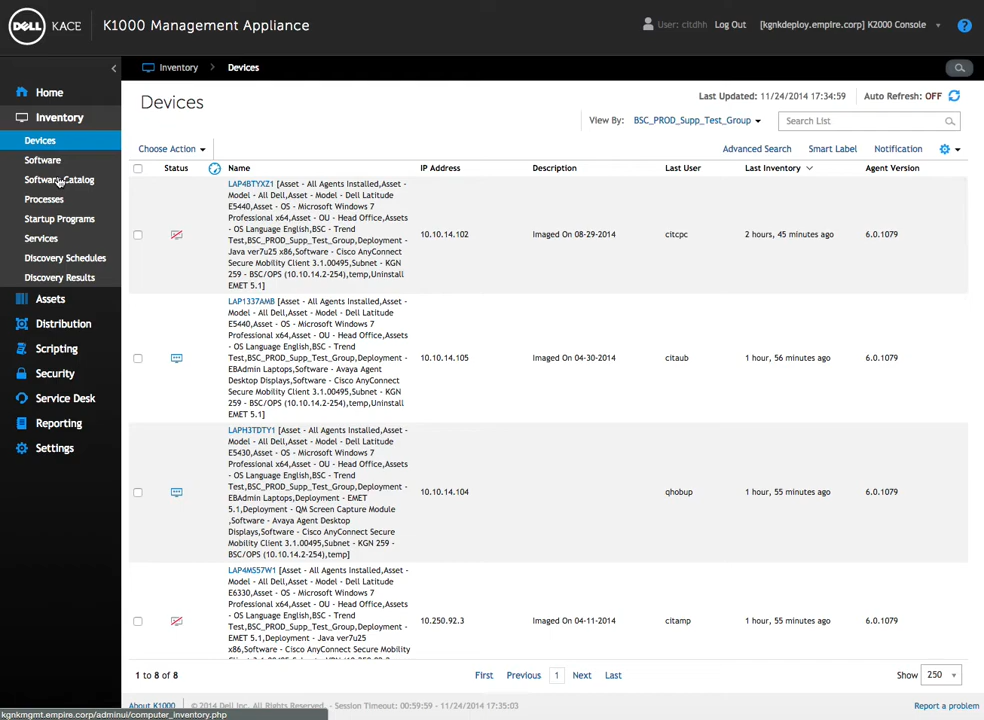 DELL KACE K1000 Management Appliance
User: citdhh Log Out [kgnkdeploy.empire.corp] K2000 Console ?
Inventory > Devices
Home
Inventory
Devices
Software
Software Catalog
Processes
Startup Programs
Services
Discovery Schedules
Discovery Results
Assets
Distribution
Scripting
Security
Service Desk
Reporting
Settings
Devices
Last Updated: 11/24/2014 17:34:59 Auto Refresh: OFF
View By: BSC_PROD_Supp_Test_Group Search List
Choose Action Advanced Search Smart Label Notification
Status Name IP Address Description Last User Last Inventory Agent Version
LAP4BTYXZ1 [Asset - All Agents Installed,Asset -
Model - All Dell,Asset - Model - Dell Latitude
E5440,Asset - OS - Microsoft Windows 7
Professional x64,Asset - OU - Head Office,Assets
- OS Language English,BSC - Trend
Test,BSC_PROD_Supp_Test_Group,Deployment -
Java ver7u25 x86,Software - Cisco AnyConnect
Secure Mobility Client 3.1.00495,Subnet - KGN
259 - BSC/OPS (10.10.14.2-254),temp,Uninstall
EMET 5.1]
10.10.14.102 Imaged On 08-29-2014 citcpc 2 hours, 45 minutes ago 6.0.1079
LAP1337AMB [Asset - All Agents Installed,Asset -
Model - All Dell,Asset - Model - Dell Latitude
E5440,Asset - OS - Microsoft Windows 7
Professional x64,Asset - OU - Head Office,Assets
- OS Language English,BSC - Trend
Test,BSC_PROD_Supp_Test_Group,Deployment -
EBAdmin Laptops,Software - Avaya Agent
Desktop Displays,Software - Cisco AnyConnect
Secure Mobility Client 3.1.00495,Subnet - KGN
259 - BSC/OPS (10.10.14.2-254),temp,Uninstall
EMET 5.1]
10.10.14.105 Imaged On 04-30-2014 citaub 1 hour, 56 minutes ago 6.0.1079
LAPH3TDTY1 [Asset - All Agents Installed,Asset -
Model - All Dell,Asset - Model - Dell Latitude
E5430,Asset - OS - Microsoft Windows 7
Professional x64,Asset - OU - Head Office,Assets
- OS Language English,BSC - Trend
Test,BSC_PROD_Supp_Test_Group,Deployment -
EBAdmin Laptops,Deployment - EMET
5.1,Deployment - QM Screen Capture Module
,Software - Avaya Agent Desktop
Displays,Software - Cisco AnyConnect Secure
Mobility Client 3.1.00495,Subnet - KGN 259 -
BSC/OPS (10.10.14.2-254),temp]
10.10.14.104 qhobup 1 hour, 55 minutes ago 6.0.1079
LAP4MS57W1 [Asset - All Agents Installed,Asset -
Model - All Dell,Asset - Model - Dell Latitude
E6330,Asset - OS - Microsoft Windows 7
Professional x64,Asset - OU - Head Office,Assets
- OS Language English,BSC - Trend
Test,BSC_PROD_Supp_Test_Group,Deployment -
EMET 5.1,Deployment - Java ver7u25
x86,Software - Cisco AnyConnect Secure Mobility
10.250.92.3 Imaged On 04-11-2014 citamp 1 hour, 55 minutes ago 6.0.1079
1 to 8 of 8 First Previous 1 Next Last Show 250
About K1000 © 2014 Dell Inc. All Rights Reserved. - Session Timeout: 00:59:59 - 11/24/2014 17:35:03 Report a problem
kgnkmgmt.empire.corp/adminui/computer_inventory.php